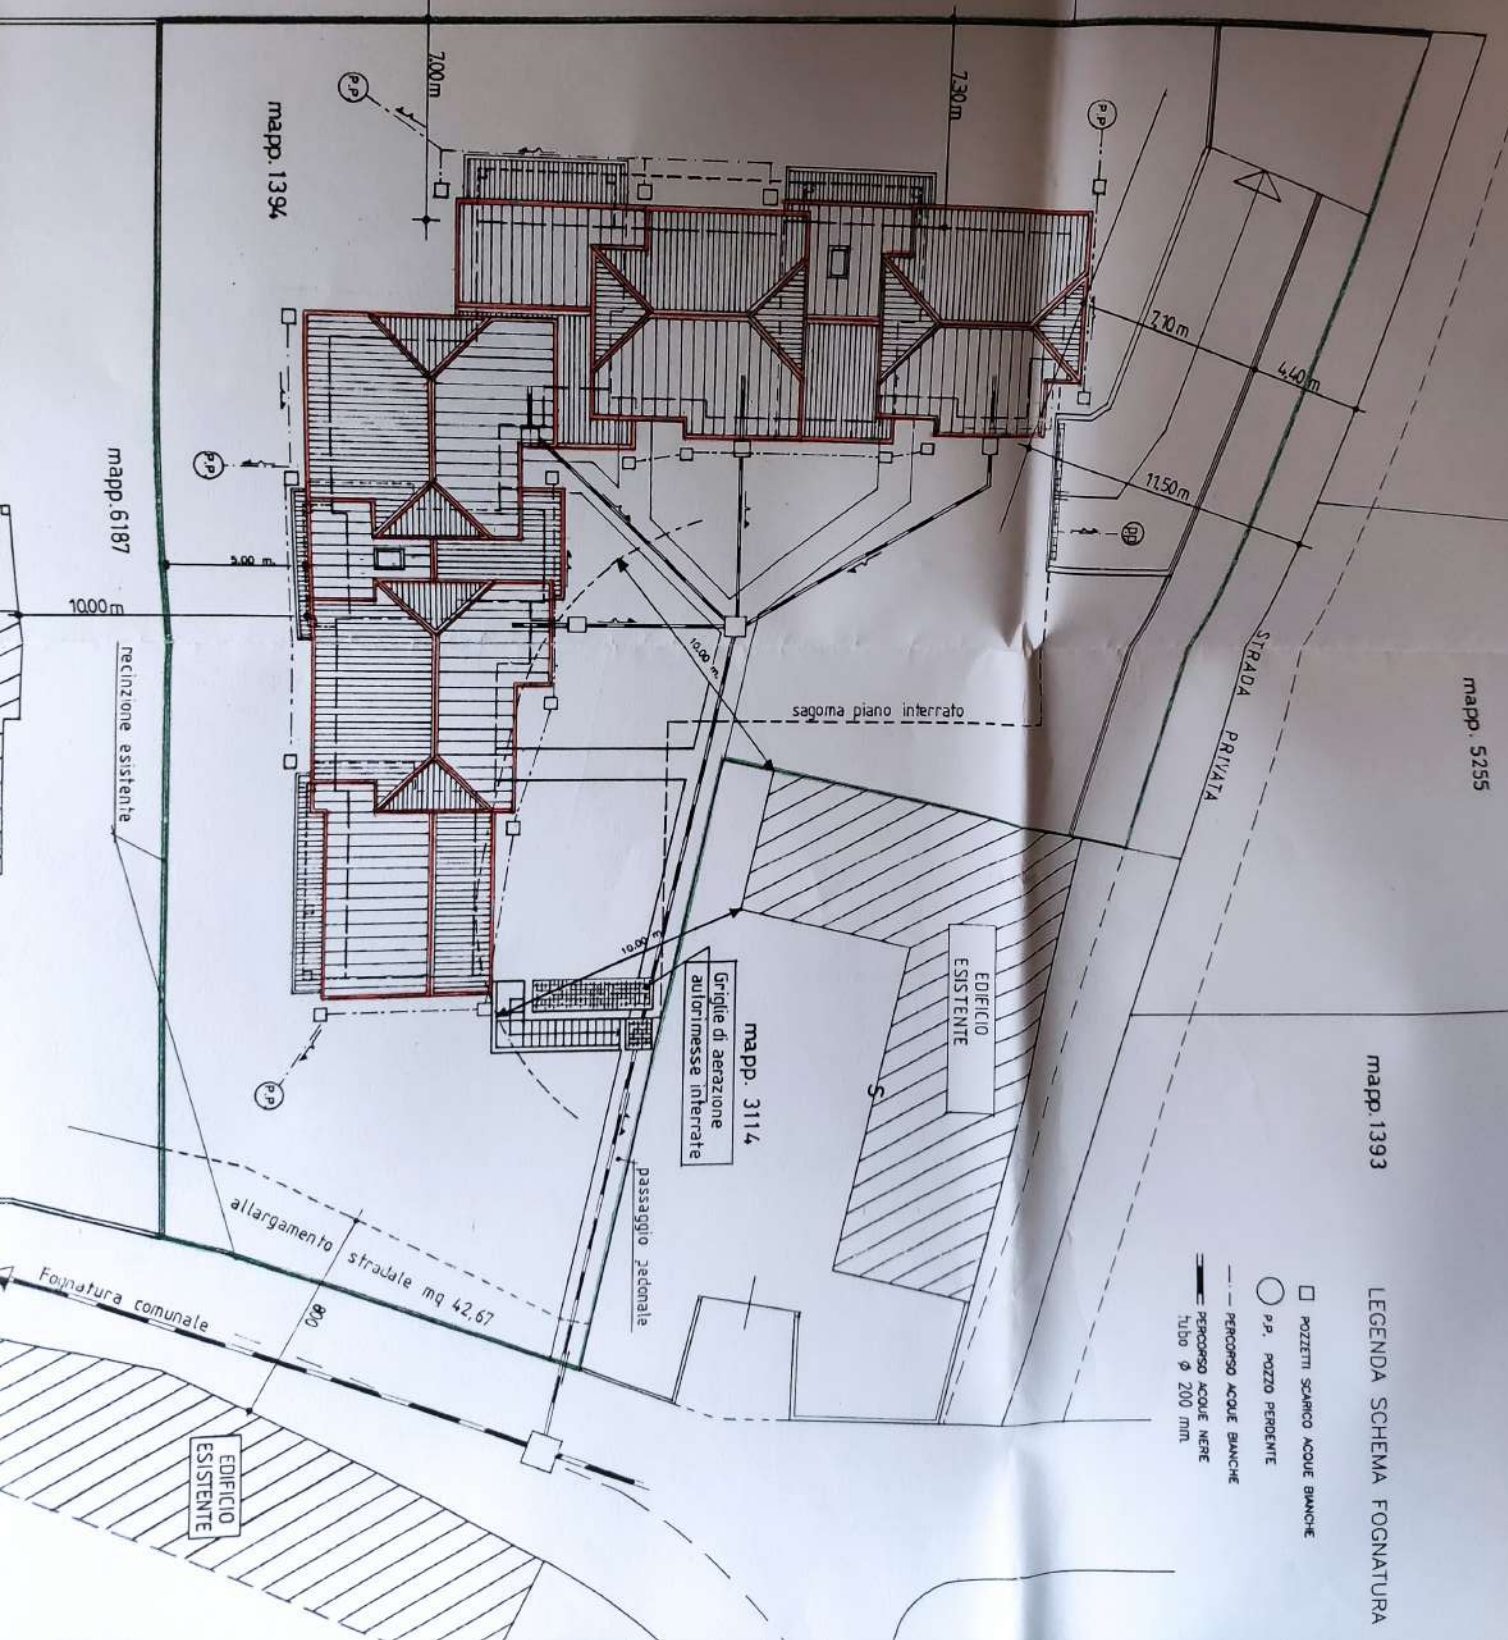 7.00 m
7.30 m
P.P
P.P
mapp. 1394
7,10 m
4,40 m
11,50 m
P.P
PP
mapp. 6187
5.00 m.
10.00 m
recinzione esistente
10.00 m.
sagoma piano interrato
STRADA PRIVATA
mapp. 5255
10.00
EDIFICIO
ESISTENTE
Griglie di aerazione
autorimesse interrate
mapp. 3114
S
mapp. 1393
P.P
passaggio pedonale
allargamento stradale mq 42,67
800
Fognatura comunale
EDIFICIO
ESISTENTE
LEGENDA SCHEMA FOGNATURA
POZZETTI SCARICO ACQUE BIANCHE
P.P. POZZO PERDENTE
PERCORSO ACQUE BIANCHE
PERCORSO ACQUE NERE
tubo Φ 200 mm.